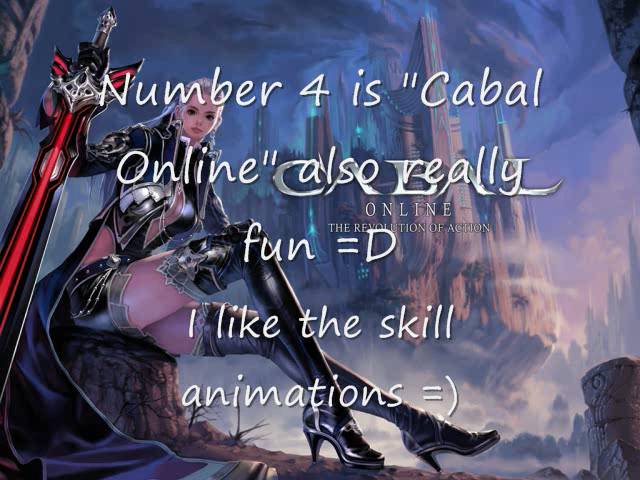 Number 4 is "Cabal
Online" also really
fun =D
I like the skill
animations =)
CABAL
ONLINE
THE REVOLUTION OF ACTION